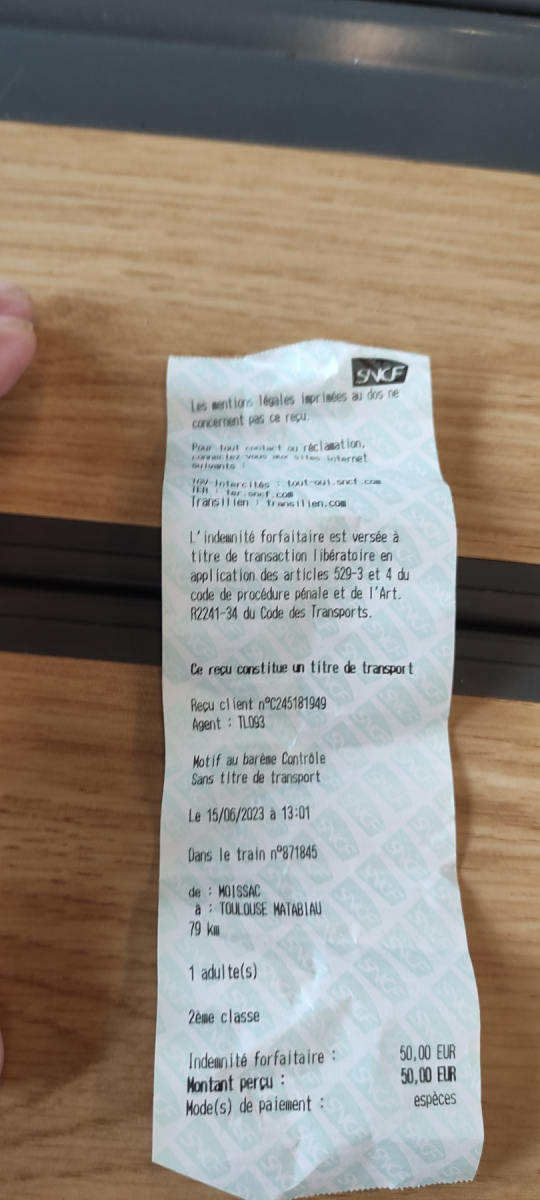 SNCF
Les mentions légales imprimées au dos ne
concernent pas ce reçu.
Pour tout contact ou réclamation,
connectez vous aux sites internet
suivants :
TGV-Intercités : tout-oui.sncf.com
TER : ter.sncf.com
Transilien : transilien.com
L'indemnité forfaitaire est versée à
titre de transaction libératoire en
application des articles 529-3 et 4 du
code de procédure pénale et de l'Art.
R2241-34 du Code des Transports.
Ce reçu constitue un titre de transport
Reçu client n°C245181949
Agent : TL093
Motif au barème Contrôle
Sans titre de transport
Le 15/06/2023 à 13:01
Dans le train n°871845
de : MOISSAC
à : TOULOUSE MATABIAU
79 km
1 adulte(s)
2ème classe
Indemnité forfaitaire : 50,00 EUR
Montant perçu : 50,00 EUR
Mode(s) de paiement : espèces